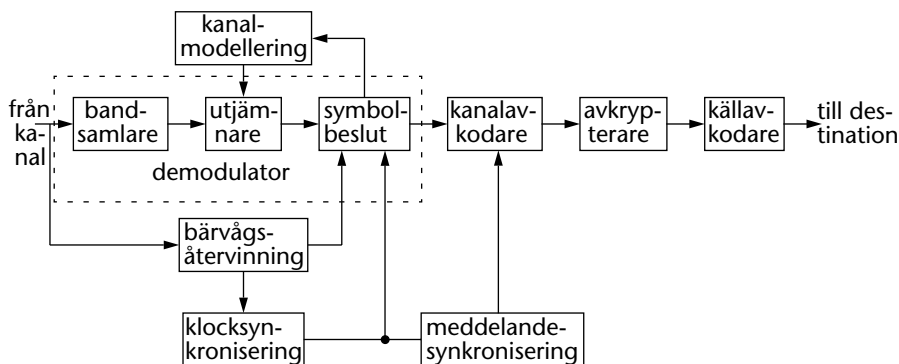 kanal-
modellering
från
ka-
nal
band-
samlare
utjäm-
nare
symbol-
beslut
kanalav-
kodare
avkryp-
terare
källav-
kodare
till des-
tination
demodulator
bärvågs-
återvinning
klocksyn-
kronisering
meddelande-
synkronisering